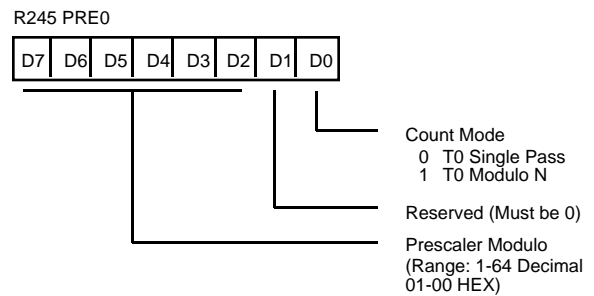 R245 PRE0
D7 D6 D5 D4 D3 D2 D1 D0
Count Mode
0 T0 Single Pass
1 T0 Modulo N
Reserved (Must be 0)
Prescaler Modulo
(Range: 1-64 Decimal
01-00 HEX)